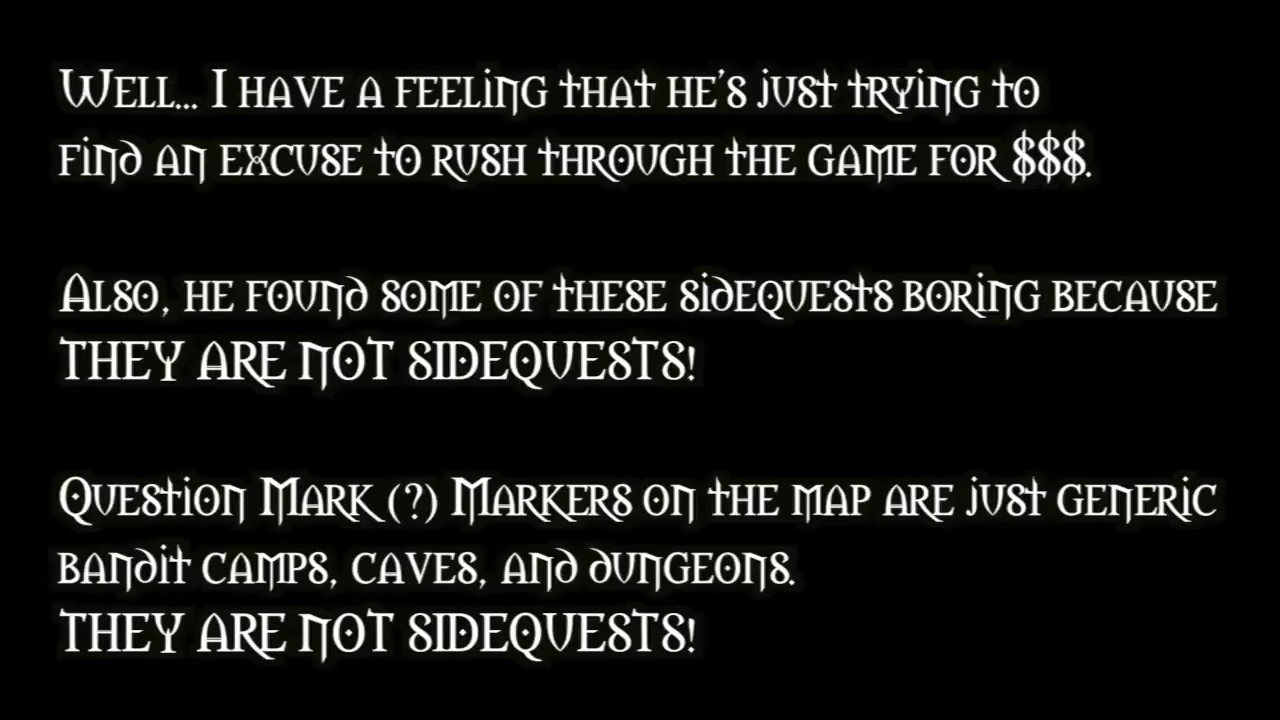 Well... I have a feeling that he's just trying to
find an excuse to rush through the game for $$$.
Also, he found some of these sidequests boring because
THEY ARE NOT SIDEQUESTS!
Question Mark (?) Markers on the map are just generic
bandit camps, caves, and dungeons.
THEY ARE NOT SIDEQUESTS!